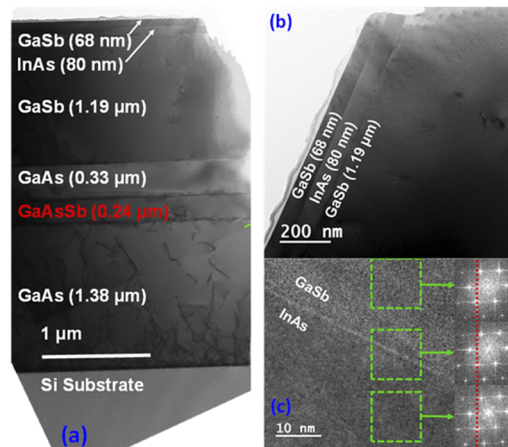 GaSb (68 nm)
InAs (80 nm)
GaSb (1.19 µm)
GaAs (0.33 µm)
GaAsSb (0.24 µm)
GaAs (1.38 µm)
1 µm
Si Substrate
(a)
(b)
GaSb (68 nm)
InAs (80 nm)
GaSb (1.19 µm)
200 nm
GaSb
InAs
10 nm
(c)